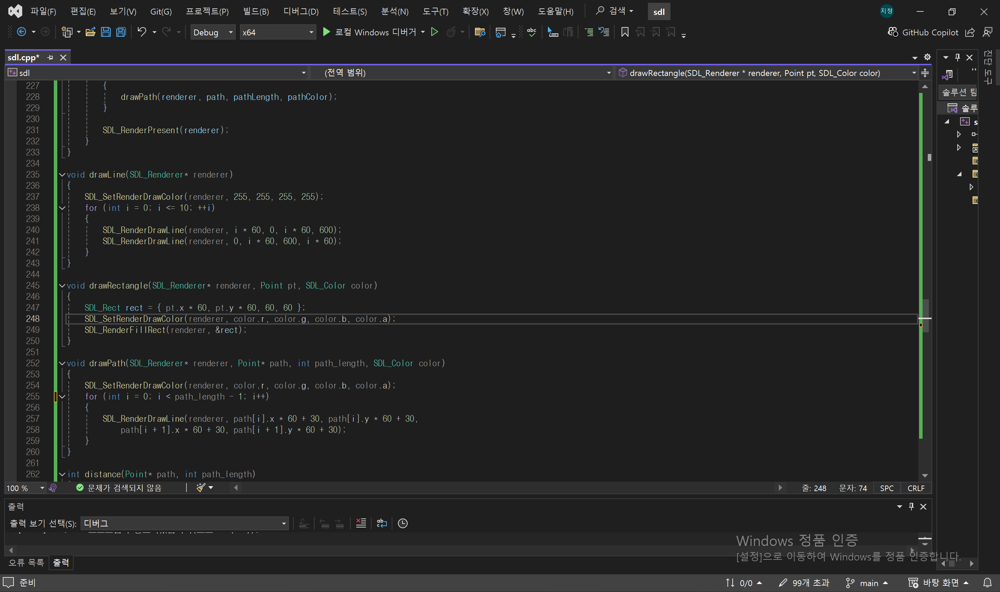 파일(F) 편집(E) 보기(V) Git(G) 프로젝트(P) 빌드(B) 디버그(D) 테스트(S) 분석(N) 도구(T) 확장(X) 창(W) 도움말(H) 검색 sdl 지정
Debug x64 로컬 Windows 디버거 abc GitHub Copilot
sdl.cpp*
진단 도구
sdl (전역 범위) drawRectangle(SDL_Renderer * renderer, Point pt, SDL_Color color)
솔루션 탐
솔루
s
227 {
228 drawPath(renderer, path, pathLength, pathColor);
229 }
230
231 SDL_RenderPresent(renderer);
232 }
233 }
234
235 void drawLine(SDL_Renderer* renderer)
236 {
237 SDL_SetRenderDrawColor(renderer, 255, 255, 255, 255);
238 for (int i = 0; i <= 10; ++i)
239 {
240 SDL_RenderDrawLine(renderer, i * 60, 0, i * 60, 600);
241 SDL_RenderDrawLine(renderer, 0, i * 60, 600, i * 60);
242 }
243 }
244
245 void drawRectangle(SDL_Renderer* renderer, Point pt, SDL_Color color)
246 {
247 SDL_Rect rect = { pt.x * 60, pt.y * 60, 60, 60 };
248 SDL_SetRenderDrawColor(renderer, color.r, color.g, color.b, color.a);
249 SDL_RenderFillRect(renderer, &rect);
250 }
251
252 void drawPath(SDL_Renderer* renderer, Point* path, int path_length, SDL_Color color)
253 {
254 SDL_SetRenderDrawColor(renderer, color.r, color.g, color.b, color.a);
255 for (int i = 0; i < path_length - 1; i++)
256 {
257 SDL_RenderDrawLine(renderer, path[i].x * 60 + 30, path[i].y * 60 + 30,
258 path[i + 1].x * 60 + 30, path[i + 1].y * 60 + 30);
259 }
260 }
261
262 int distance(Point* path, int path_length)
100 % 문제가 검색되지 않음 줄: 248 문자: 74 SPC CRLF
출력
출력 보기 선택(S): 디버그
Windows 정품 인증
[설정]으로 이동하여 Windows를 정품 인증합니다.
오류 목록 출력
준비 0/0 99개 초과 main 바탕 화면